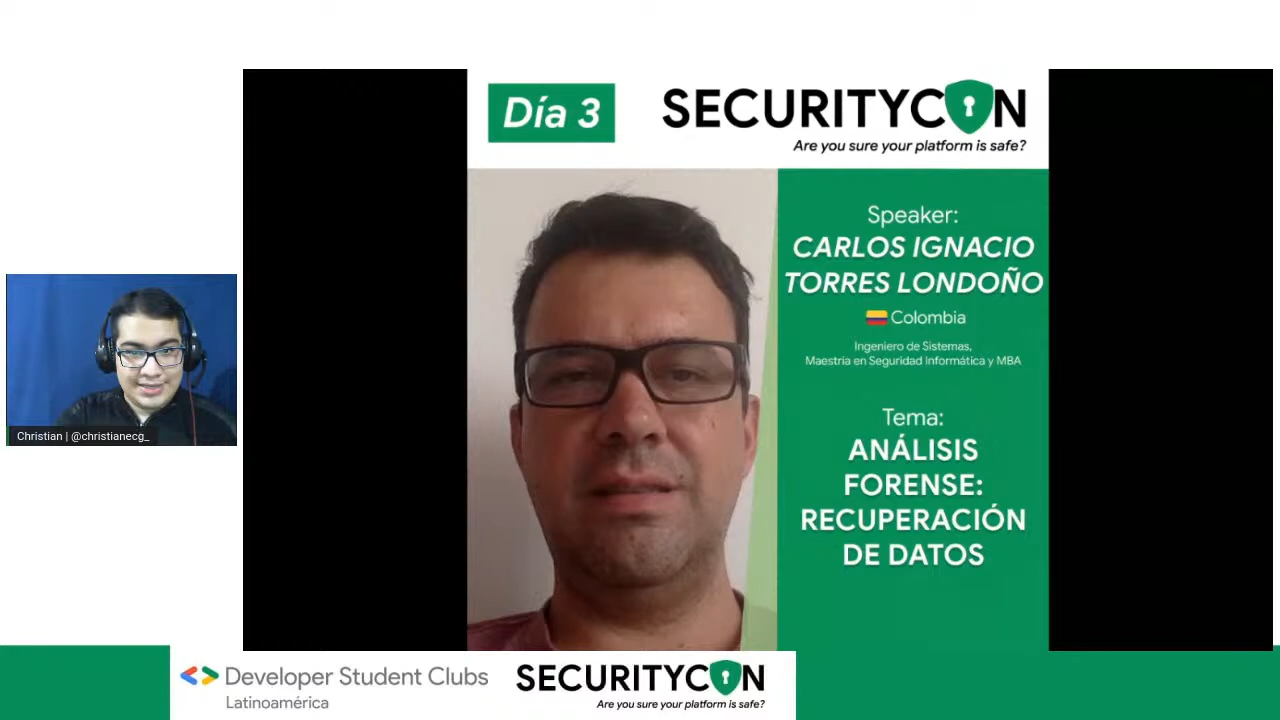 Día 3
SECURITYCON
Are you sure your platform is safe?
Speaker:
CARLOS IGNACIO
TORRES LONDOÑO
Colombia
Ingeniero de Sistemas,
Maestria en Seguridad Informática y MBA
Tema:
ANÁLISIS
FORENSE:
RECUPERACIÓN
DE DATOS
Christian | @christianecg_
Developer Student Clubs
Latinoamérica
SECURITYCON
Are you sure your platform is safe?